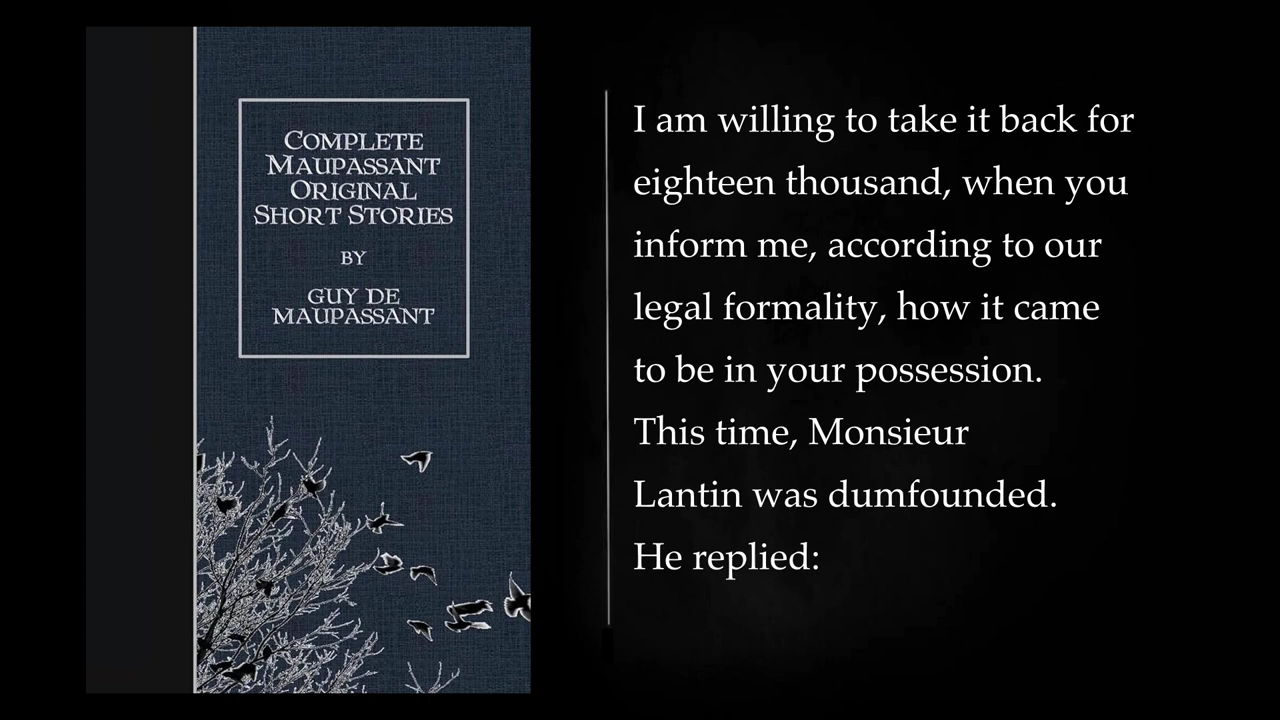 COMPLETE
MAUPASSANT
ORIGINAL
SHORT STORIES
BY
GUY DE
MAUPASSANT
I am willing to take it back for
eighteen thousand, when you
inform me, according to our
legal formality, how it came
to be in your possession.
This time, Monsieur
Lantin was dumfounded.
He replied: